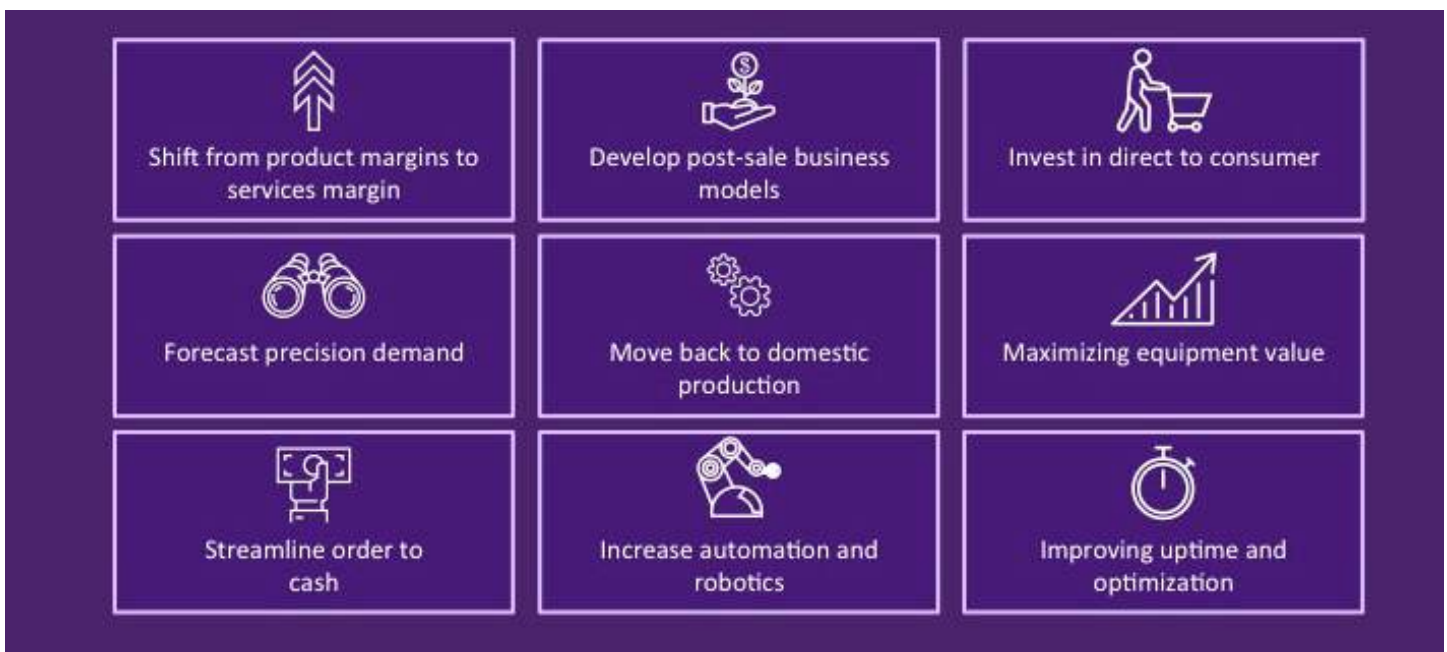 Shift from product margins to
services margin
Develop post-sale business
models
Invest in direct to consumer
Forecast precision demand
Move back to domestic
production
Maximizing equipment value
Streamline order to
cash
Increase automation and
robotics
Improving uptime and
optimization